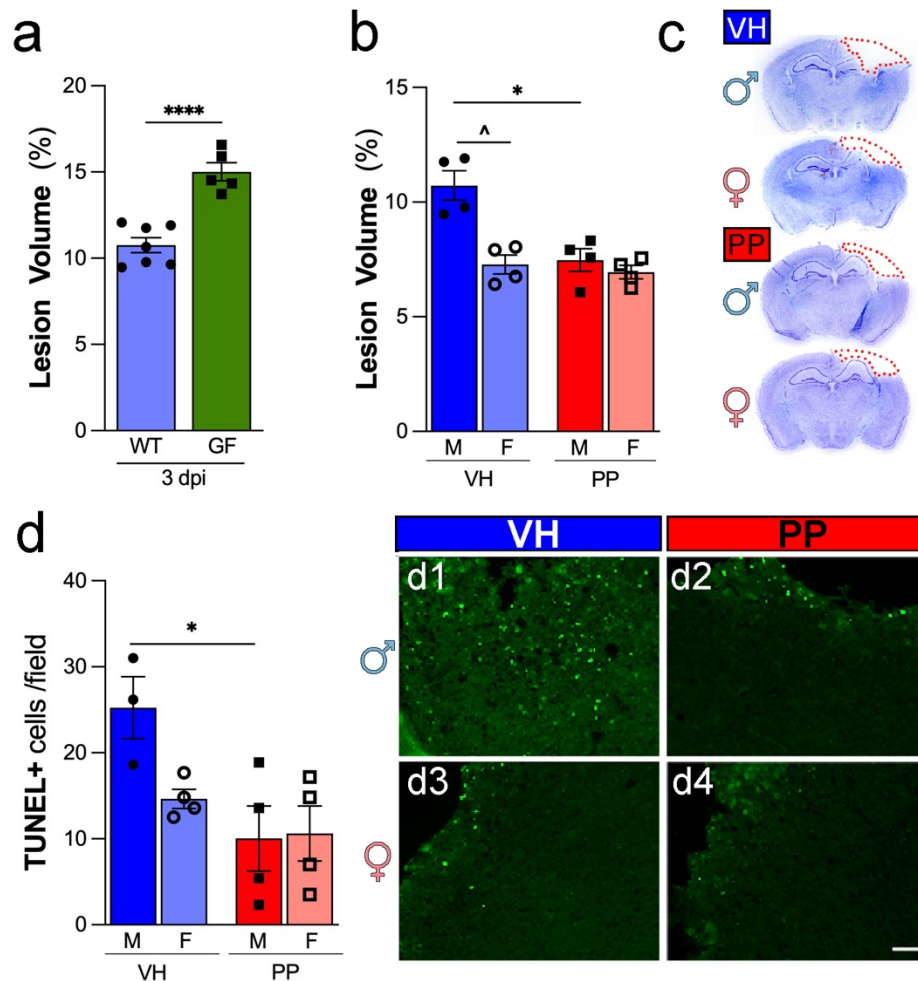 a
Lesion Volume (%)
20
15
10
5
0
****
WT GF
3 dpi
b
Lesion Volume (%)
15
10
5
0
*
^
M F M F
VH PP
c
VH
♂
♀
PP
♂
♀
d
TUNEL+ cells /field
40
30
20
10
0
*
M F M F
VH PP
VH PP
♂
d1 d2
♀
d3 d4